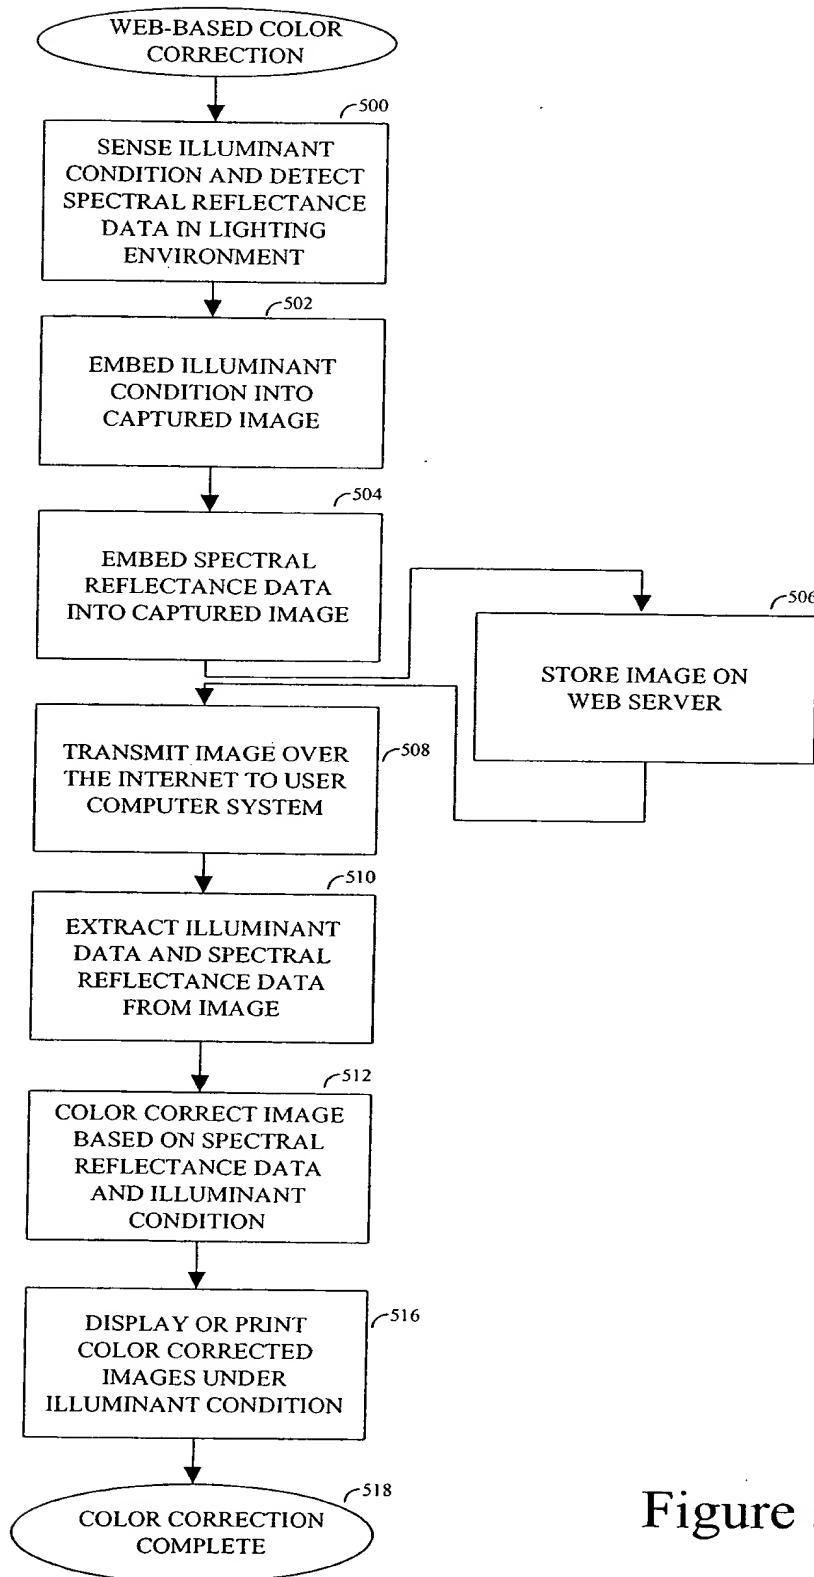 WEB-BASED COLOR
CORRECTION
500
SENSE ILLUMINANT
CONDITION AND DETECT
SPECTRAL REFLECTANCE
DATA IN LIGHTING
ENVIRONMENT
502
EMBED ILLUMINANT
CONDITION INTO
CAPTURED IMAGE
504
EMBED SPECTRAL
REFLECTANCE DATA
INTO CAPTURED IMAGE
506
STORE IMAGE ON
WEB SERVER
TRANSMIT IMAGE OVER
THE INTERNET TO USER
COMPUTER SYSTEM
508
510
EXTRACT ILLUMINANT
DATA AND SPECTRAL
REFLECTANCE DATA
FROM IMAGE
512
COLOR CORRECT IMAGE
BASED ON SPECTRAL
REFLECTANCE DATA
AND ILLUMINANT
CONDITION
516
DISPLAY OR PRINT
COLOR CORRECTED
IMAGES UNDER
ILLUMINANT CONDITION
518
COLOR CORRECTION
COMPLETE
Figure